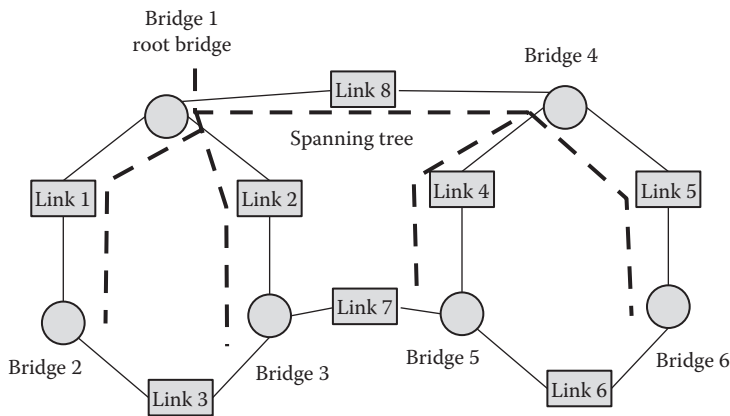 Bridge 1
root bridge
Bridge 4
Link 8
Spanning tree
Link 1
Link 2
Link 4
Link 5
Link 7
Bridge 2
Bridge 3
Bridge 5
Bridge 6
Link 3
Link 6